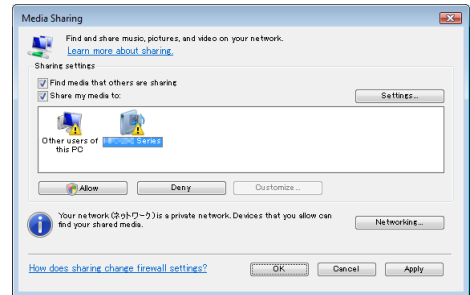 Media Sharing
Find and share music, pictures, and video on your network.
Learn more about sharing.
Sharing settings
Find media that others are sharing
Share my media to:
Settings...
Other users of
this PC
Series
Allow
Deny
Customize...
Your network (ネットワーク) is a private network. Devices that you allow can
find your shared media.
Networking...
How does sharing change firewall settings?
OK
Cancel
Apply